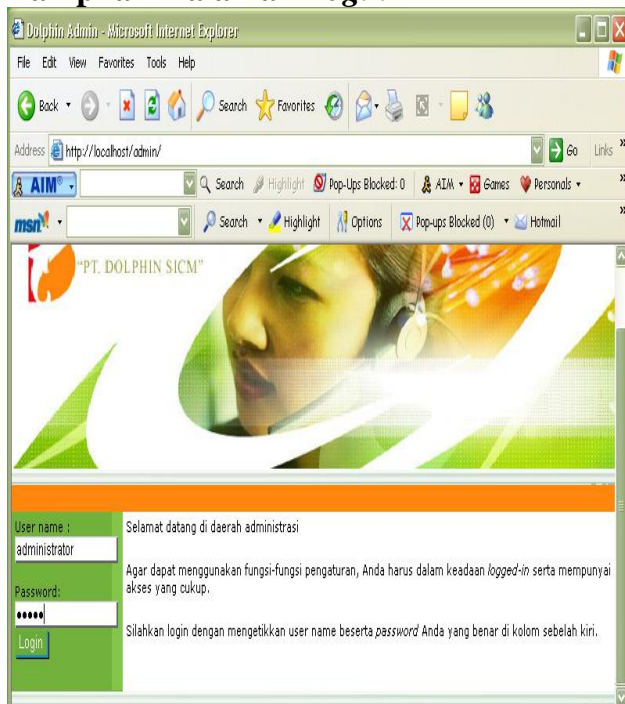 Dolphin Admin - Microsoft Internet Explorer
File Edit View Favorites Tools Help
Back Search Favorites
Address http://localhost/admin/ Go Links »
AIM® Search Highlight Pop-Ups Blocked: 0 AIM Games Personals »
msn Search Highlight Options Pop-ups Blocked (0) Hotmail »
"PT. DOLPHIN SICM"
User name :
administrator
Password:
•••••
Login
Selamat datang di daerah administrasi
Agar dapat menggunakan fungsi-fungsi pengaturan, Anda harus dalam keadaan logged-in serta mempunyai
akses yang cukup.
Silahkan login dengan mengetikkan user name beserta password Anda yang benar di kolom sebelah kiri.